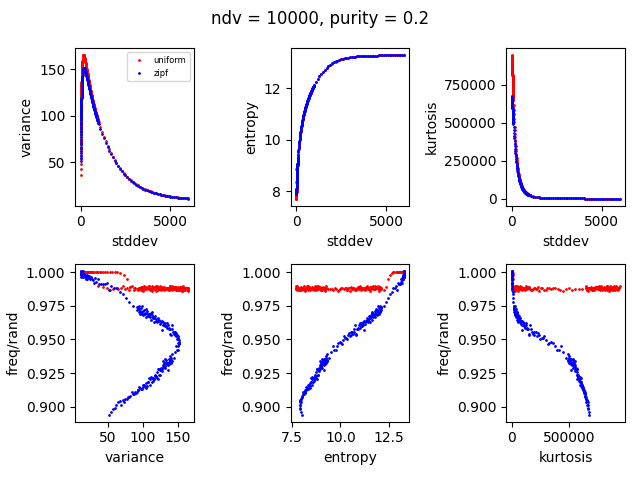 ndv = 10000, purity = 0.2
uniform
zipf
variance
150
100
50
0
5000
stddev
entropy
12
10
8
0
5000
stddev
kurtosis
750000
500000
250000
0
0
5000
stddev
freq/rand
1.000
0.975
0.950
0.925
0.900
50
100
150
variance
freq/rand
1.000
0.975
0.950
0.925
0.900
7.5
10.0
12.5
entropy
freq/rand
1.000
0.975
0.950
0.925
0.900
0
500000
kurtosis